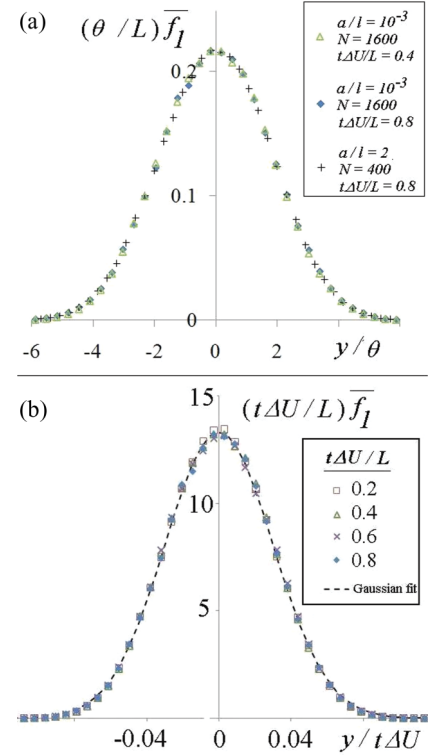 (a)
(θ/L) f̅₁
a/l = 10⁻³
N = 1600
tΔU/L = 0.4
a/l = 10⁻³
N = 1600
tΔU/L = 0.8
a/l = 2
N = 400
tΔU/L = 0.8
0.2
0.1
0
-6 -4 -2 0 2 y/θ
(b)
15
(tΔU/L) f̅₁
tΔU/L
0.2
0.4
0.6
0.8
Gaussian fit
10
5
-0.04 0 0.04 y/tΔU